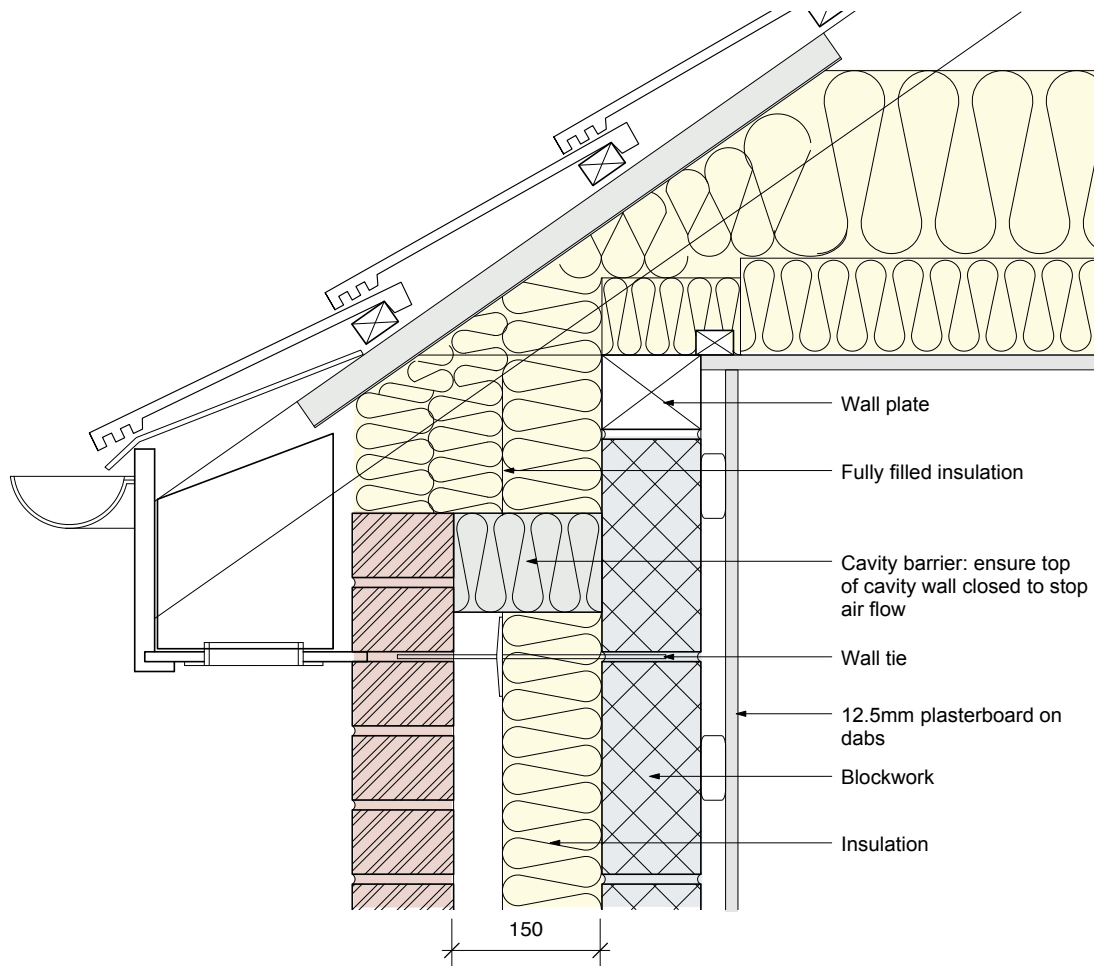 Wall plate
Fully filled insulation
Cavity barrier: ensure top
of cavity wall closed to stop
air flow
Wall tie
12.5mm plasterboard on
dabs
Blockwork
Insulation
150